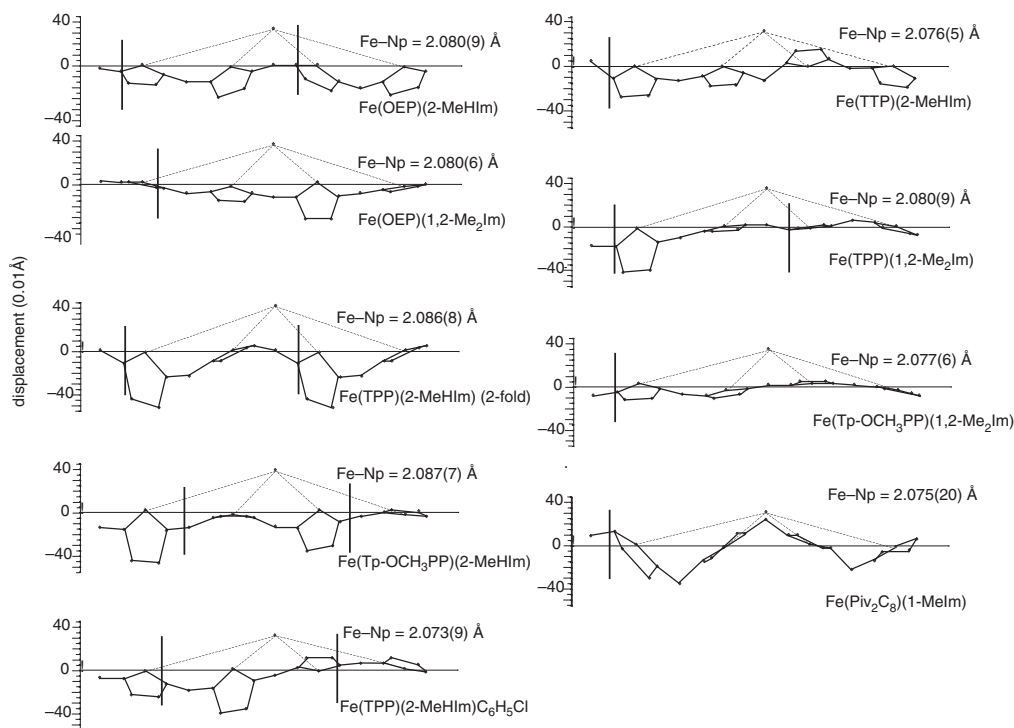 displacement (0.01Å)
40
0
−40
Fe–Np = 2.080(9) Å
Fe(OEP)(2-MeHIm)
40
0
−40
Fe–Np = 2.080(6) Å
Fe(OEP)(1,2-Me₂Im)
40
0
−40
Fe–Np = 2.086(8) Å
Fe(TPP)(2-MeHIm) (2-fold)
40
0
−40
Fe–Np = 2.087(7) Å
Fe(Tp-OCH₃PP)(2-MeHIm)
40
0
−40
Fe–Np = 2.073(9) Å
Fe(TPP)(2-MeHIm)C₆H₅Cl
40
0
−40
Fe–Np = 2.076(5) Å
Fe(TTP)(2-MeHIm)
40
0
−40
Fe–Np = 2.080(9) Å
Fe(TPP)(1,2-Me₂Im)
40
0
−40
Fe–Np = 2.077(6) Å
Fe(Tp-OCH₃PP)(1,2-Me₂Im)
40
0
−40
Fe–Np = 2.075(20) Å
Fe(Piv₂C₈)(1-MeIm)